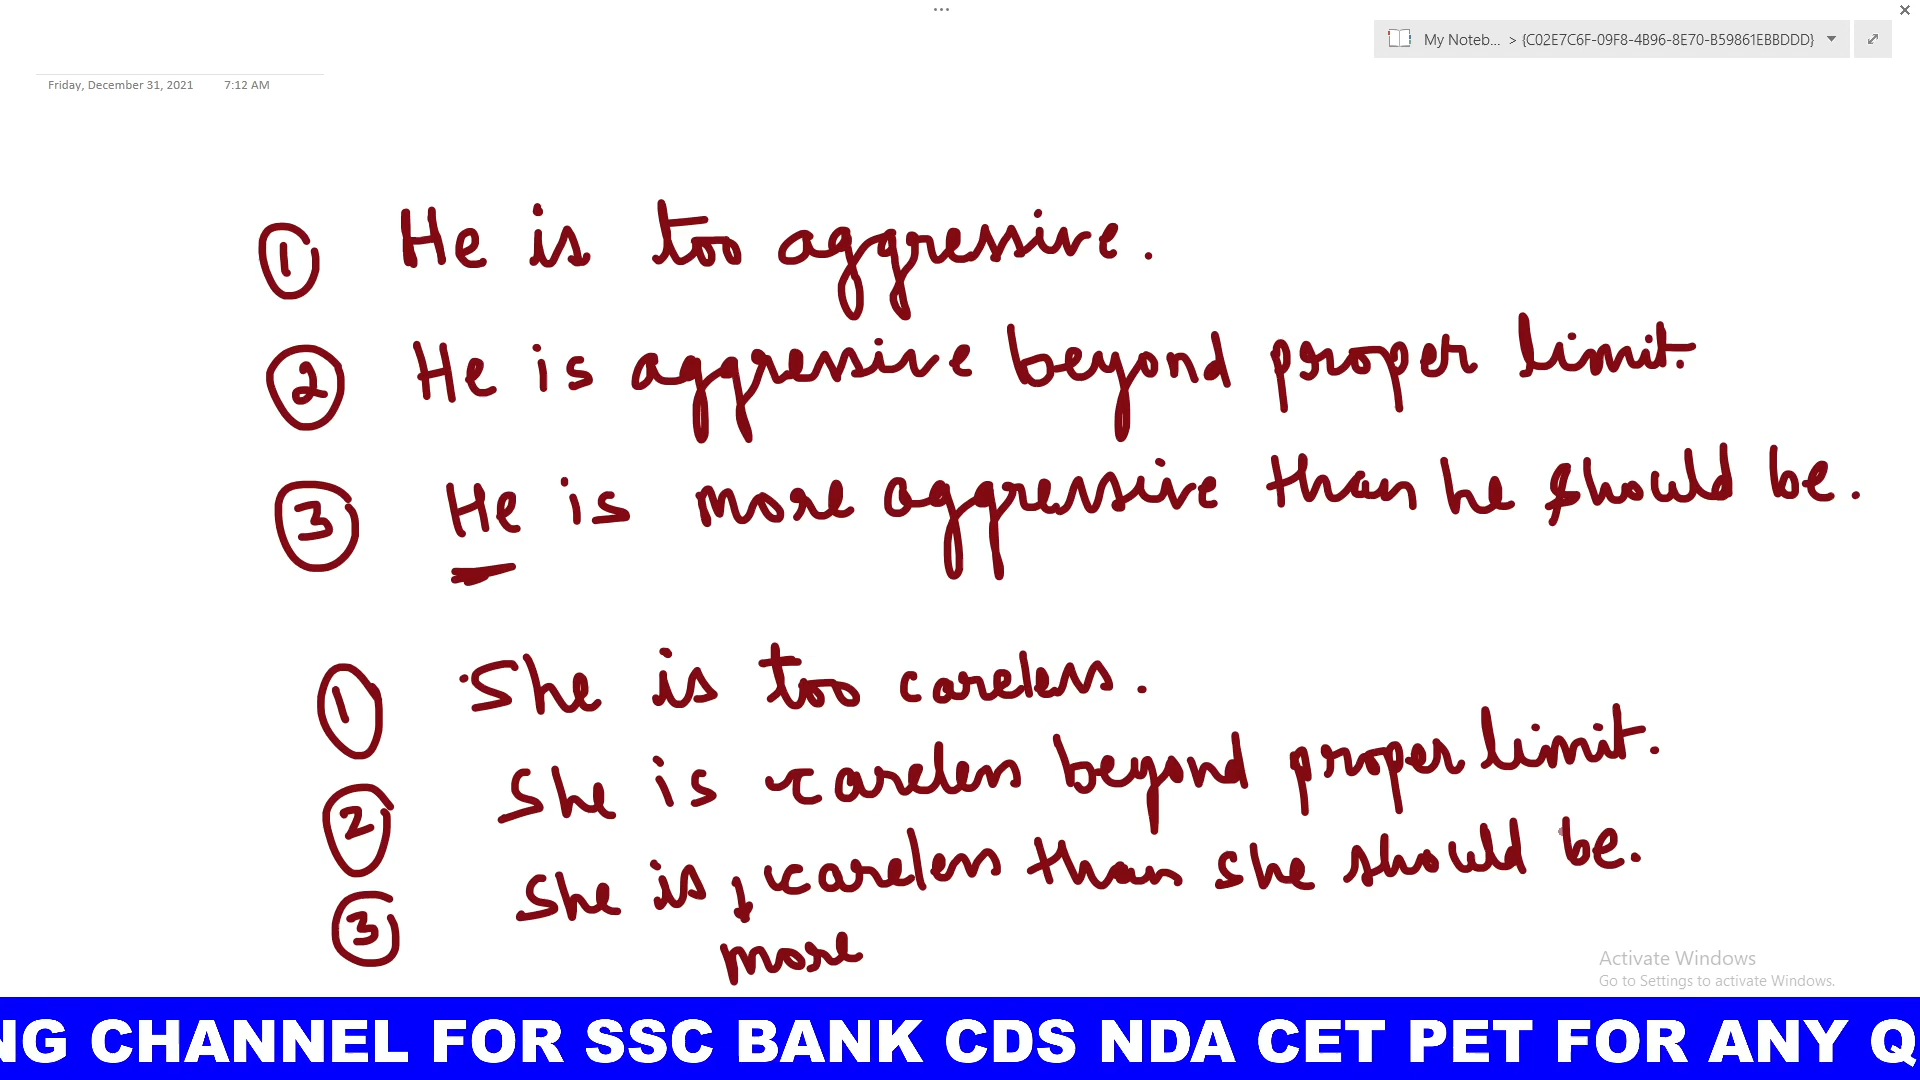 ...
My Noteb... > {C02E7C6F-09F8-4B96-8E70-B59861EBBDDD}
Friday, December 31, 2021 7:12 AM
① He is too aggressive.
② He is aggressive beyond proper limit.
③ He is more aggressive than he should be.
① She is too careless.
② She is careless beyond proper limit.
③ She is careless than she should be.
more
Activate Windows
Go to Settings to activate Windows.
NG CHANNEL FOR SSC BANK CDS NDA CET PET FOR ANY Q